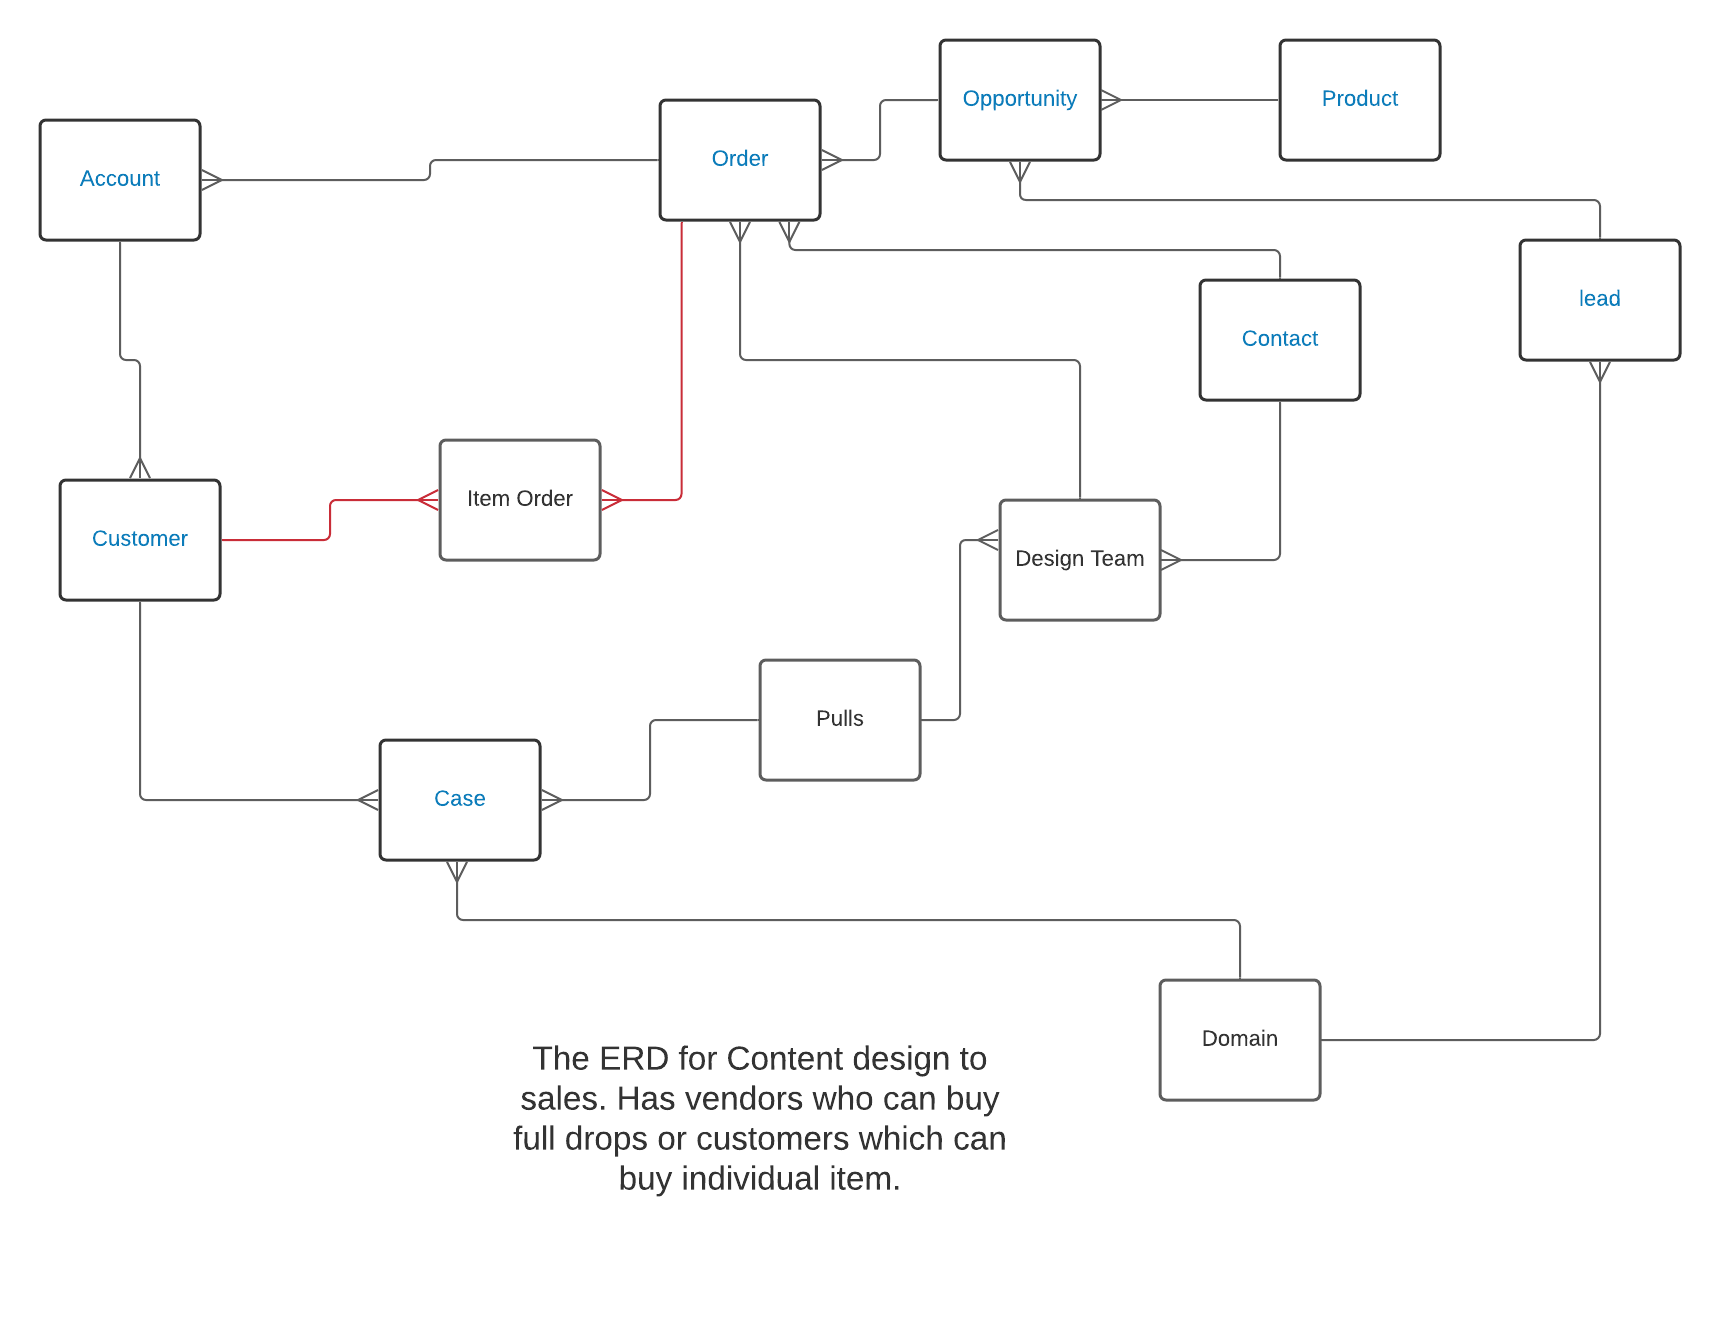 Opportunity
Product
Order
Account
lead
Contact
Item Order
Customer
Design Team
Pulls
Case
Domain
The ERD for Content design to
sales. Has vendors who can buy
full drops or customers which can
buy individual item.